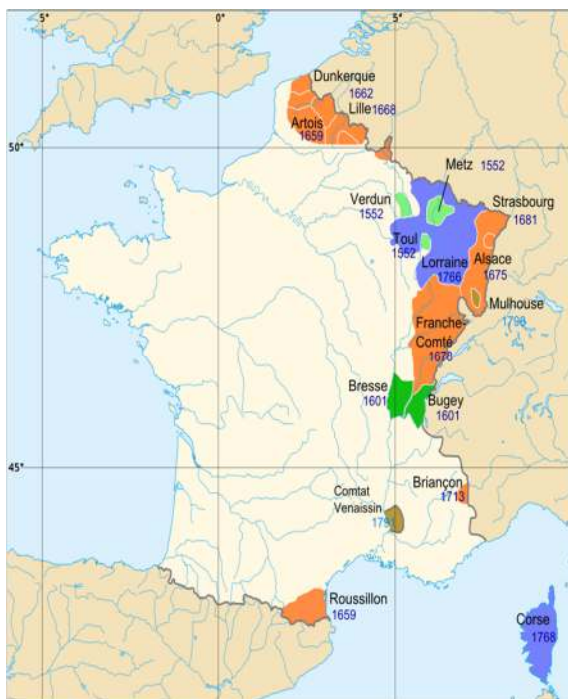 5° 0° 5°
Dunkerque
1662
Lille 1668
Artois
1659
50°
Metz 1552
Verdun
1552
Strasbourg
1681
Toul
1552
Lorraine
1766
Alsace
1675
Mulhouse
1798
Franche-
Comté
1678
Bresse
1601
Bugey
1601
45°
Briançon
1713
Comtat
Venaissin
1791
Roussillon
1659
Corse
1768